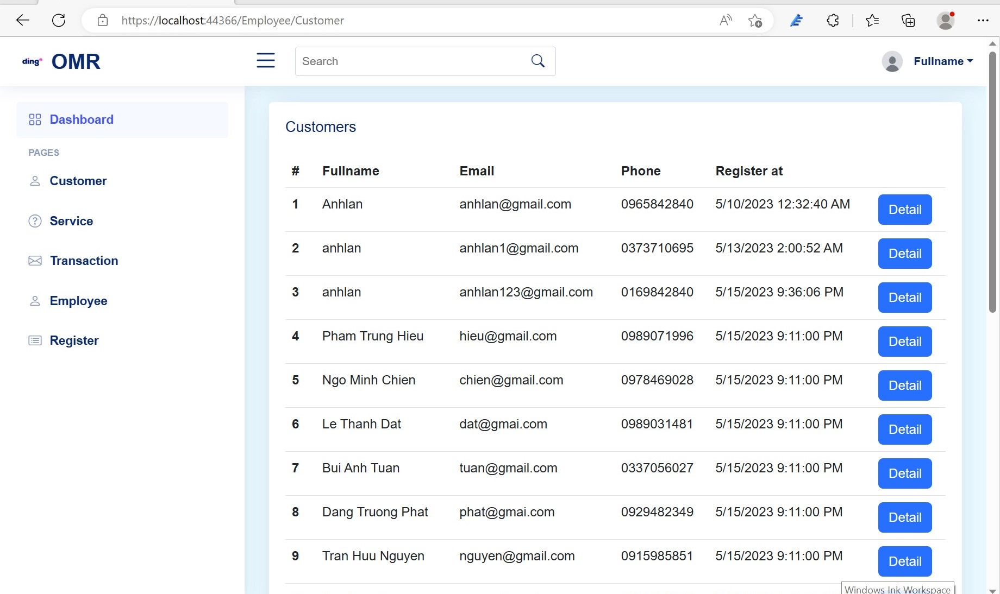 https://localhost:44366/Employee/Customer
ding* OMR
Search
Fullname
Dashboard
PAGES
Customer
Service
Transaction
Employee
Register
Customers
# Fullname Email Phone Register at
1 Anhlan anhlan@gmail.com 0965842840 5/10/2023 12:32:40 AM Detail
2 anhlan anhlan1@gmail.com 0373710695 5/13/2023 2:00:52 AM Detail
3 anhlan anhlan123@gmail.com 0169842840 5/15/2023 9:36:06 PM Detail
4 Pham Trung Hieu hieu@gmail.com 0989071996 5/15/2023 9:11:00 PM Detail
5 Ngo Minh Chien chien@gmail.com 0978469028 5/15/2023 9:11:00 PM Detail
6 Le Thanh Dat dat@gmai.com 0989031481 5/15/2023 9:11:00 PM Detail
7 Bui Anh Tuan tuan@gmail.com 0337056027 5/15/2023 9:11:00 PM Detail
8 Dang Truong Phat phat@gmai.com 0929482349 5/15/2023 9:11:00 PM Detail
9 Tran Huu Nguyen nguyen@gmail.com 0915985851 5/15/2023 9:11:00 PM Detail
Windows Ink Workspace